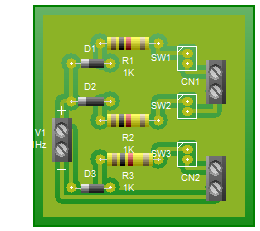 D1
R1
1K
SW1
CN1
D2
SW2
V1
+
Hz
–
R2
1K
SW3
D3
R3
1K
CN2